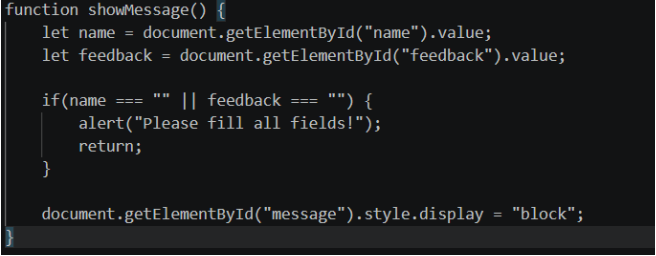 function showMessage() {
    let name = document.getElementById("name").value;
    let feedback = document.getElementById("feedback").value;

    if(name === "" || feedback === "") {
        alert("Please fill all fields!");
        return;
    }

    document.getElementById("message").style.display = "block";
}